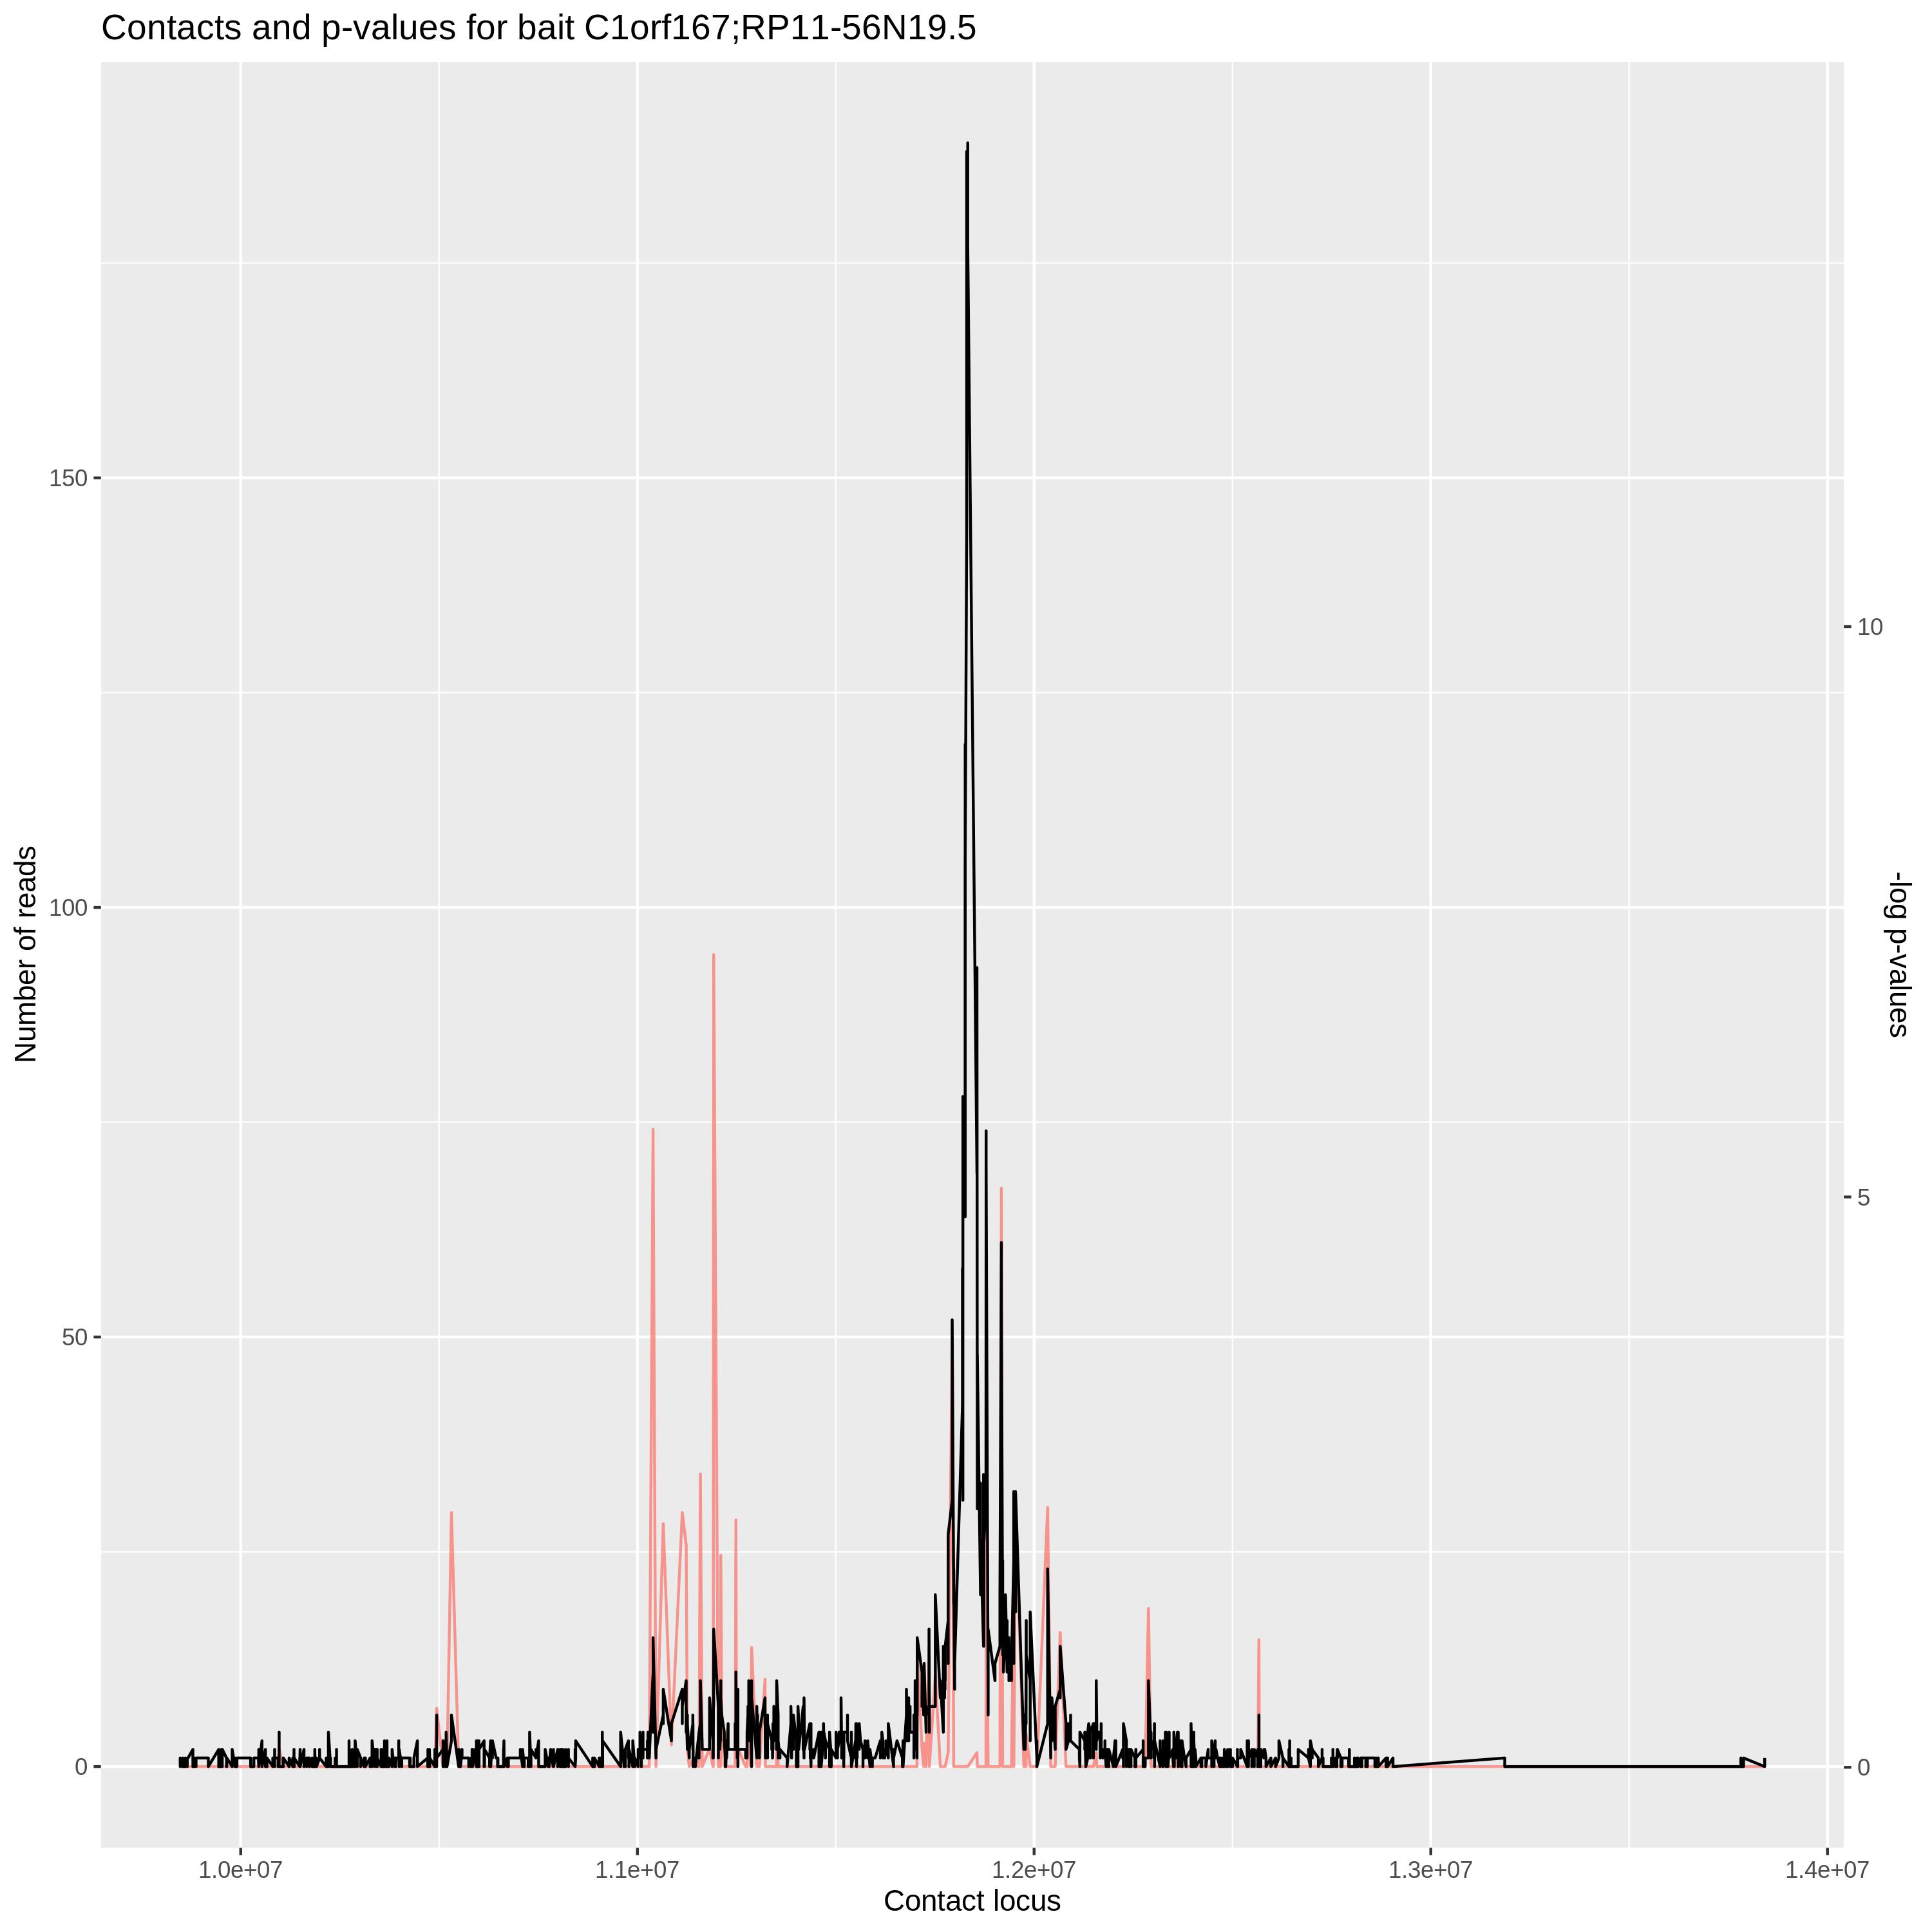 Contacts and p-values for bait C1orf167;RP11-56N19.5
Number of reads
150
100
50
0
10
5
0
-log p-values
1.0e+07
1.1e+07
1.2e+07
1.3e+07
1.4e+07
Contact locus